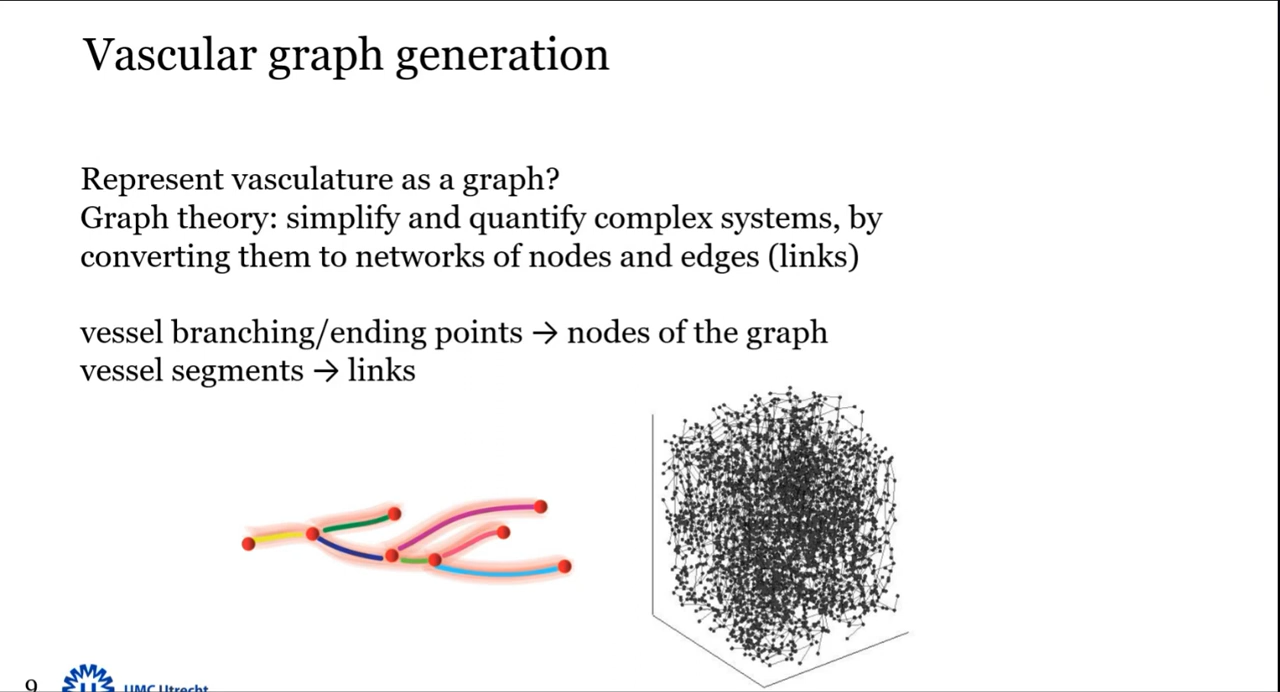 Vascular graph generation
Represent vasculature as a graph?
Graph theory: simplify and quantify complex systems, by
converting them to networks of nodes and edges (links)
vessel branching/ending points → nodes of the graph
vessel segments → links
9
UMC Utrecht